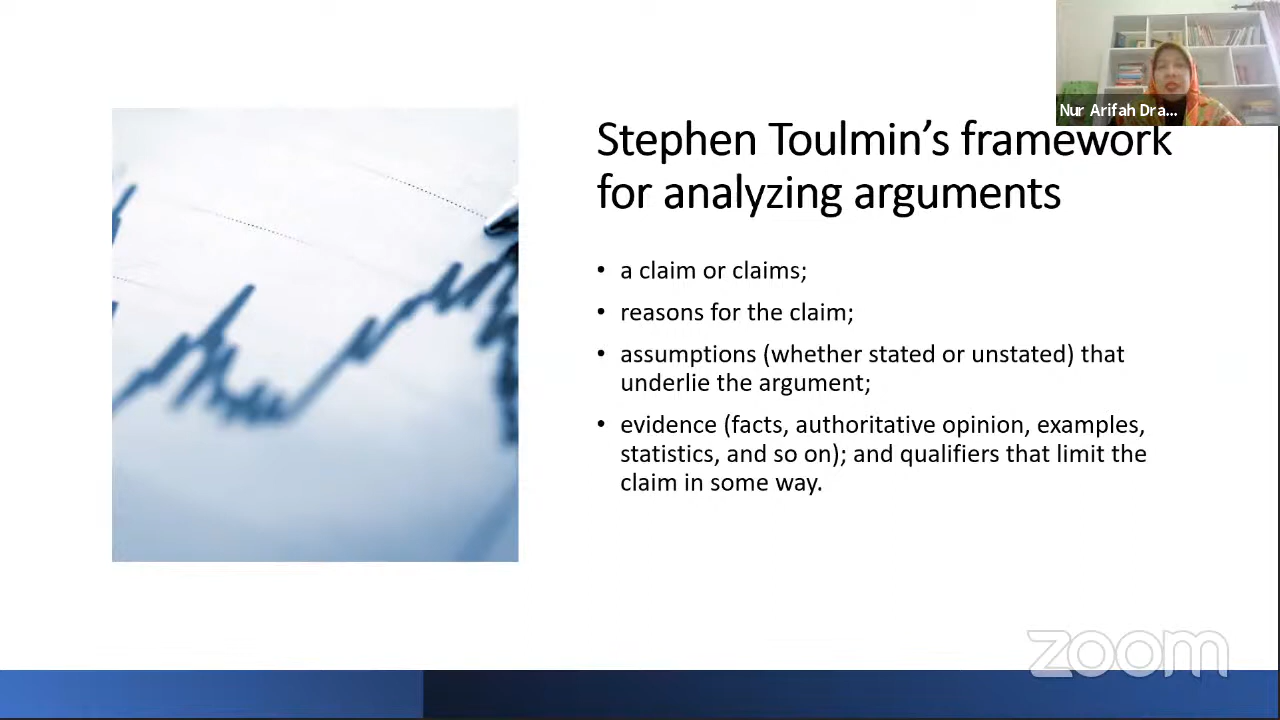 Nur Arifah Dra...
Stephen Toulmin’s framework
for analyzing arguments
• a claim or claims;
• reasons for the claim;
• assumptions (whether stated or unstated) that
underlie the argument;
• evidence (facts, authoritative opinion, examples,
statistics, and so on); and qualifiers that limit the
claim in some way.
zoom